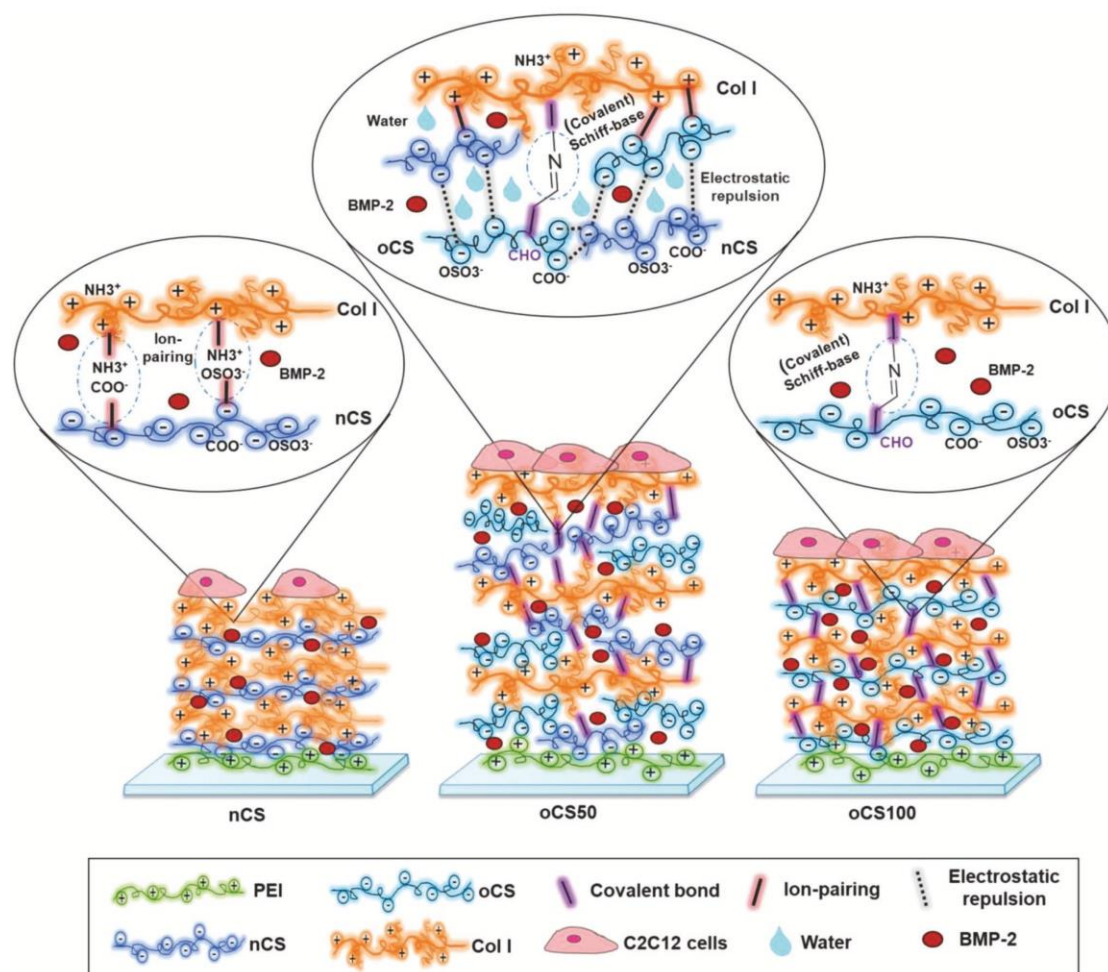 NH3⁺
Col I
Water
(Covalent)
Schiff-base
N
BMP-2
Electrostatic
repulsion
oCS
nCS
CHO
OSO3⁻
COO⁻
OSO3⁻
COO⁻
NH3⁺
Col I
Ion-
pairing
NH3⁺
COO⁻
NH3⁺
OSO3⁻
BMP-2
nCS
COO⁻
OSO3⁻
NH3⁺
Col I
(Covalent)
Schiff-base
N
BMP-2
oCS
CHO
COO⁻
OSO3⁻
nCS
oCS50
oCS100
PEI
oCS
Covalent bond
Ion-pairing
Electrostatic
repulsion
nCS
Col I
C2C12 cells
Water
BMP-2